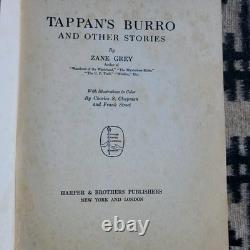 TAPPAN'S BURRO
AND OTHER STORIES
By
ZANE GREY
Author of
"Wanderer of the Wasteland," "The Mysterious Rider,"
"The U. P. Trail," "Wildfire," Etc.
With Illustrations in Color
By Charles S. Chapman
and Frank Street
HARPER & BROTHERS PUBLISHERS
NEW YORK AND LONDON